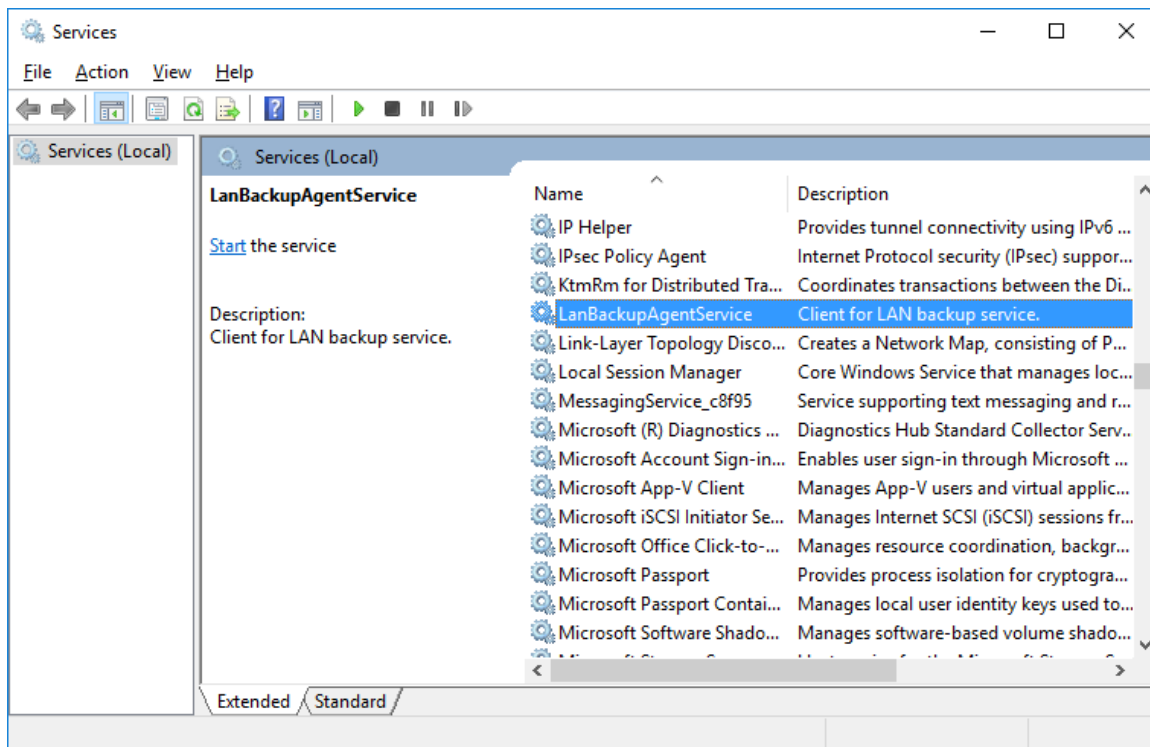 Services
File Action View Help
Services (Local)
Services (Local)
LanBackupAgentService
Start the service
Description:
Client for LAN backup service.
Name Description
IP Helper Provides tunnel connectivity using IPv6 ...
IPsec Policy Agent Internet Protocol security (IPsec) suppor...
KtmRm for Distributed Tra... Coordinates transactions between the Di...
LanBackupAgentService Client for LAN backup service.
Link-Layer Topology Disco... Creates a Network Map, consisting of P...
Local Session Manager Core Windows Service that manages loc...
MessagingService_c8f95 Service supporting text messaging and r...
Microsoft (R) Diagnostics ... Diagnostics Hub Standard Collector Serv...
Microsoft Account Sign-in... Enables user sign-in through Microsoft ...
Microsoft App-V Client Manages App-V users and virtual applic...
Microsoft iSCSI Initiator Se... Manages Internet SCSI (iSCSI) sessions fr...
Microsoft Office Click-to-... Manages resource coordination, backgr...
Microsoft Passport Provides process isolation for cryptogra...
Microsoft Passport Contai... Manages local user identity keys used to...
Microsoft Software Shado... Manages software-based volume shado...
Extended Standard